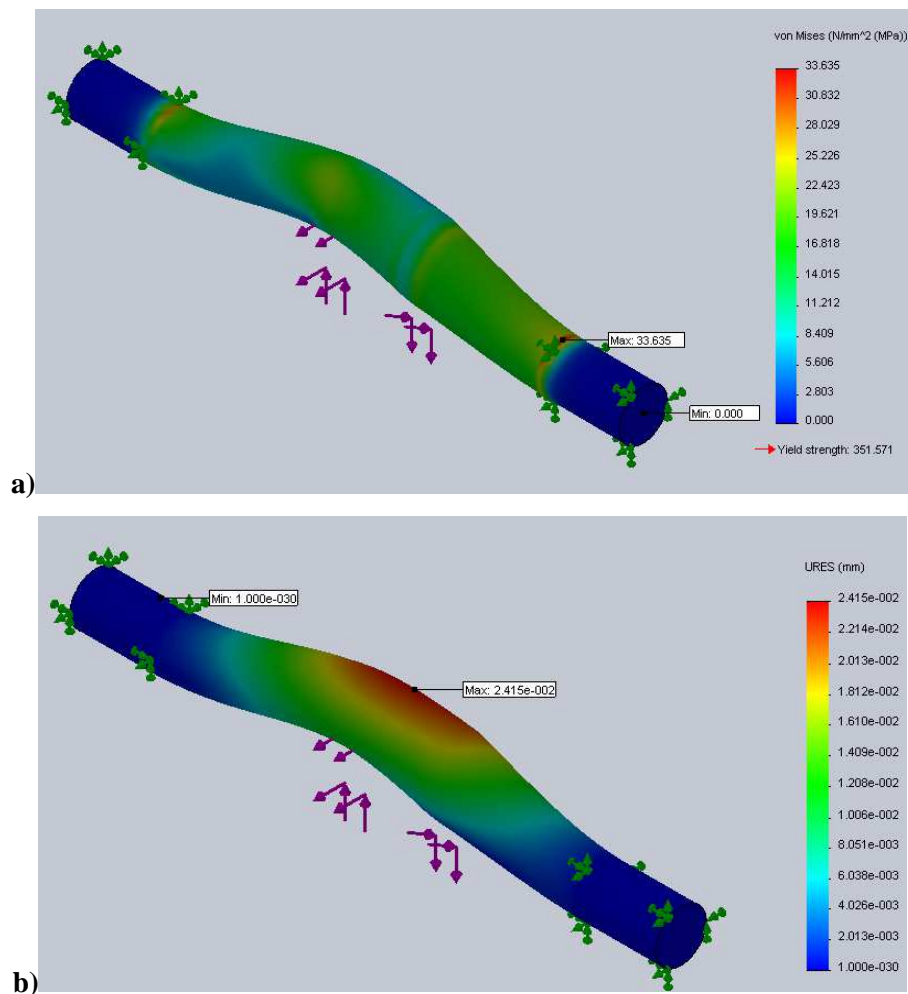 von Mises (N/mm^2 (MPa))
33.635
30.832
28.029
25.226
22.423
19.621
16.818
14.015
11.212
8.409
5.606
2.803
0.000
Max: 33.635
Min: 0.000
Yield strength: 351.571
a)
URES (mm)
2.415e-002
2.214e-002
2.013e-002
1.812e-002
1.610e-002
1.409e-002
1.208e-002
1.006e-002
8.051e-003
6.038e-003
4.026e-003
2.013e-003
1.000e-030
Min: 1.000e-030
Max: 2.415e-002
b)